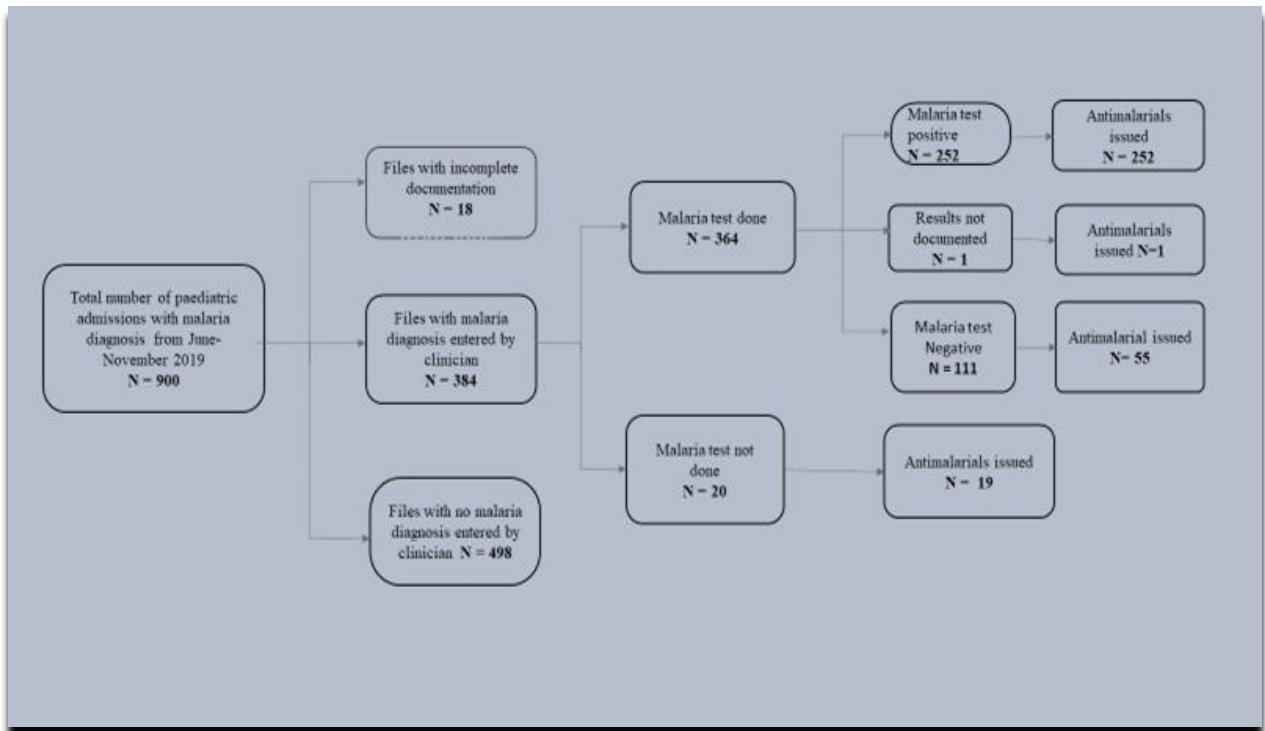 Total number of paediatric
admissions with malaria
diagnosis from June-
November 2019
N = 900
Files with incomplete
documentation
N = 18
Files with malaria
diagnosis entered by
clinician
N = 384
Files with no malaria
diagnosis entered by
clinician N = 498
Malaria test done
N = 364
Malaria test not
done
N = 20
Malaria test
positive
N = 252
Antimalarials
issued
N = 252
Results not
documented
N = 1
Antimalarials
issued N=1
Malaria test
Negative
N = 111
Antimalarial issued
N= 55
Antimalarials issued
N = 19